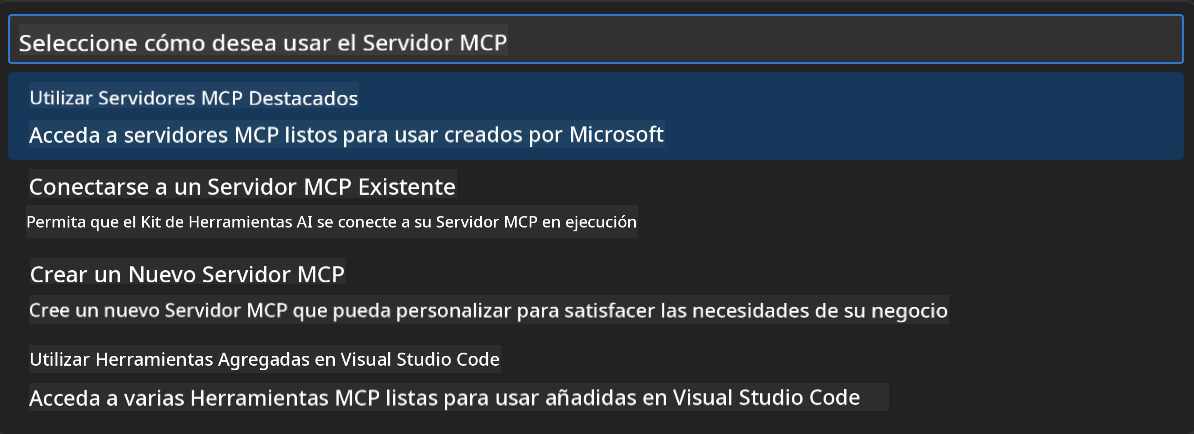 Seleccione cómo desea usar el Servidor MCP
Utilizar Servidores MCP Destacados
Acceda a servidores MCP listos para usar creados por Microsoft
Conectarse a un Servidor MCP Existente
Permita que el Kit de Herramientas AI se conecte a su Servidor MCP en ejecución
Crear un Nuevo Servidor MCP
Cree un nuevo Servidor MCP que pueda personalizar para satisfacer las necesidades de su negocio
Utilizar Herramientas Agregadas en Visual Studio Code
Acceda a varias Herramientas MCP listas para usar añadidas en Visual Studio Code